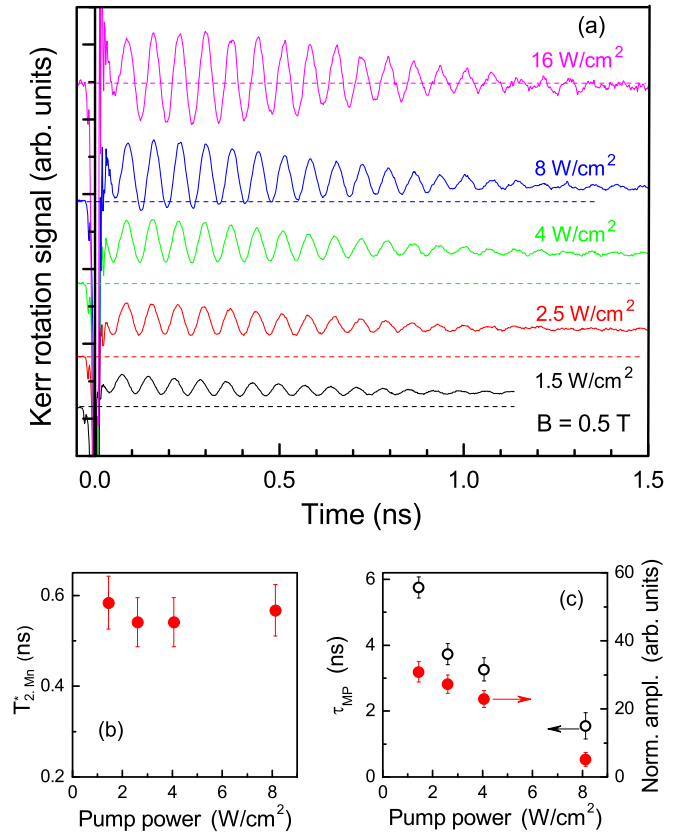 (a)
16 W/cm²
8 W/cm²
4 W/cm²
2.5 W/cm²
1.5 W/cm²
B = 0.5 T
Kerr rotation signal (arb. units)
0.0 0.5 1.0 1.5
Time (ns)
0.6
0.4
0.2
T*2, Mn (ns)
(b)
0 2 4 6 8
Pump power (W/cm²)
6
4
2
0
τMP (ns)
(c)
60
40
20
0
Norm. ampl. (arb. units)
0 2 4 6 8
Pump power (W/cm²)